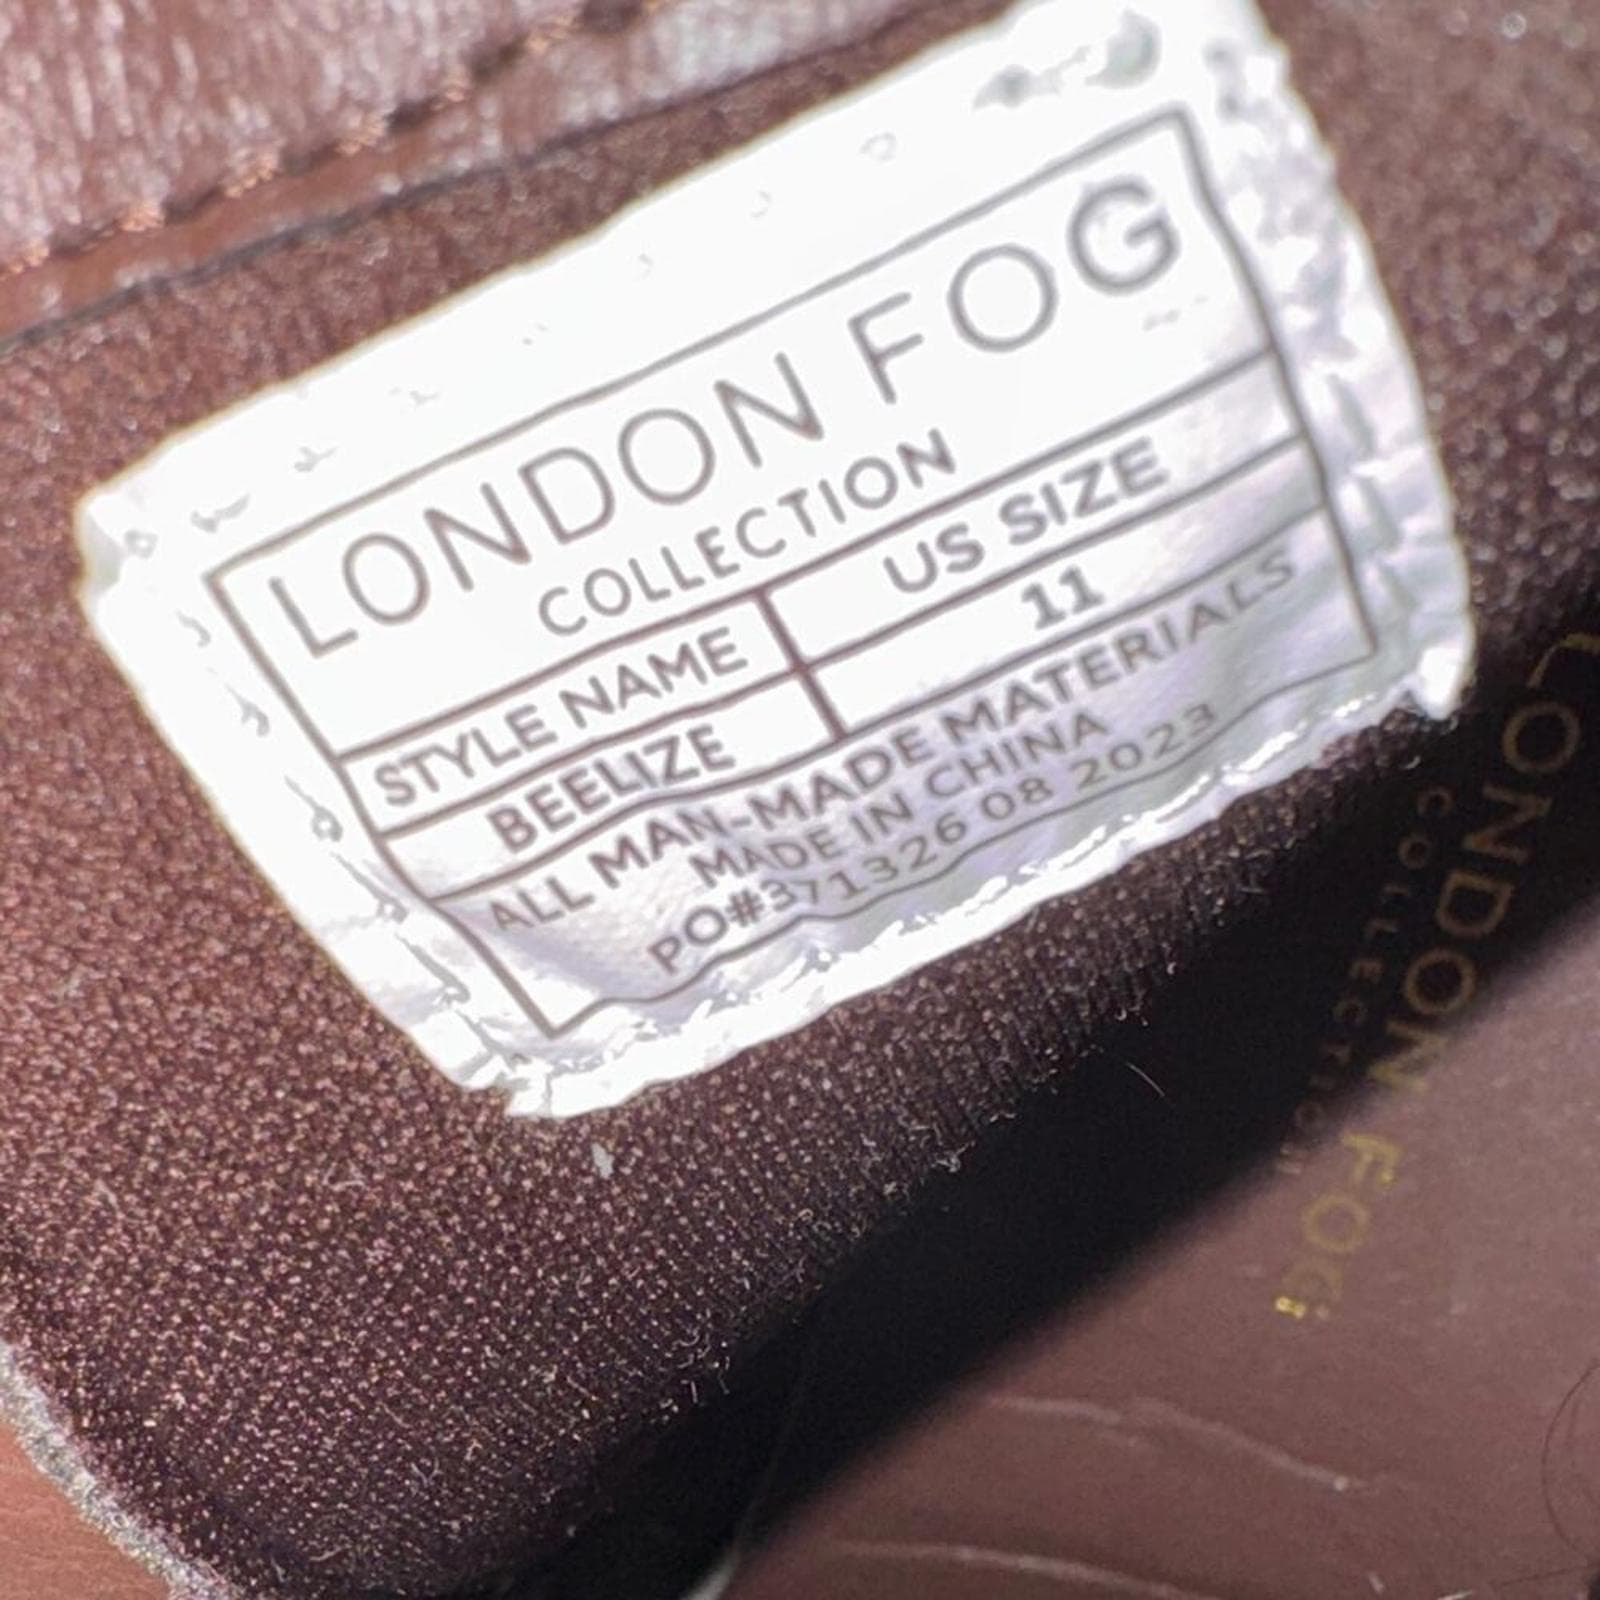 LONDON FOG
COLLECTION
STYLE NAME
US SIZE
BEELIZE
11
ALL MAN-MADE MATERIALS
MADE IN CHINA
PO#371326 08 2023
LONDON FOG
COLLECTION